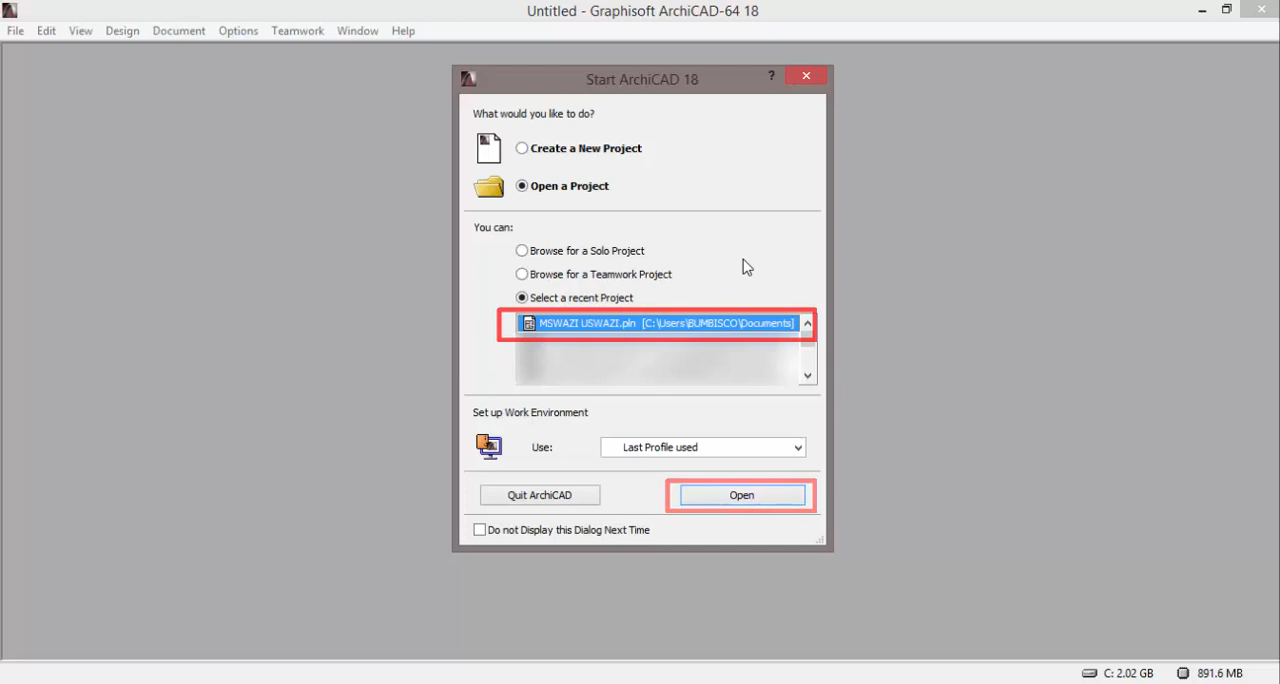 Untitled - Graphisoft ArchiCAD-64 18
File Edit View Design Document Options Teamwork Window Help
Start ArchiCAD 18 ?
What would you like to do?
Create a New Project
Open a Project
You can:
Browse for a Solo Project
Browse for a Teamwork Project
Select a recent Project
MSWAZI USWAZI.pln [C:\Users\BUMBISCO\Documents]
Set up Work Environment
Use: Last Profile used
Quit ArchiCAD Open
Do not Display this Dialog Next Time
C: 2.02 GB 891.6 MB